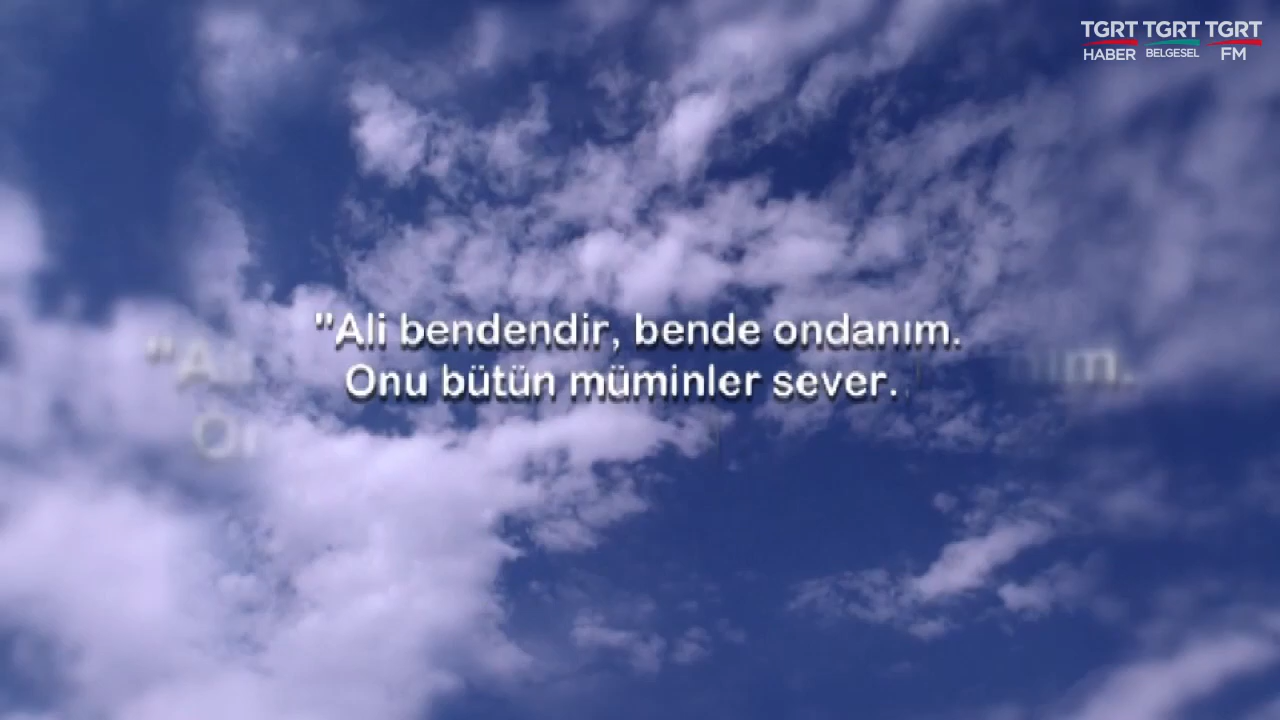 TGRT TGRT TGRT
HABER BELGESEL FM
"Ali bendendir, bende ondanım.
Onu bütün müminler sever.